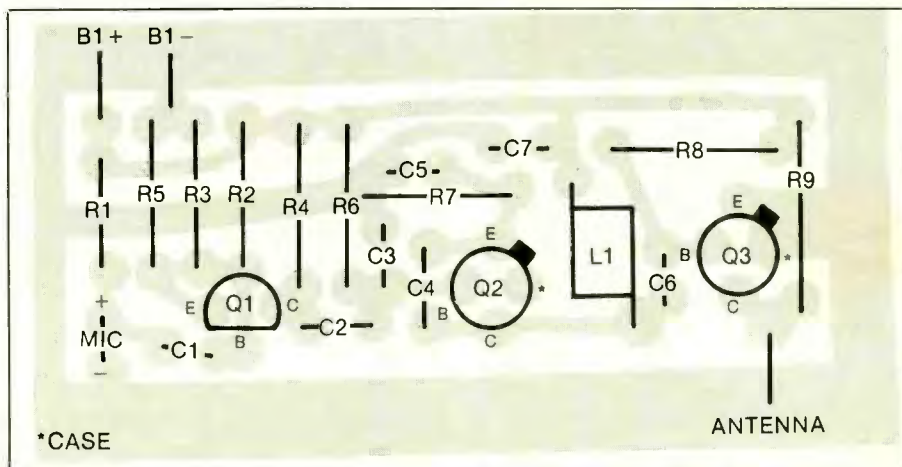 B1+ B1-
C7 R8
C5
R1 R5 R3 R2 R4 R6 R7 R9
E E
C3 B Q3 *
L1
C4 Q2 * C6
+ E Q1 C B C
MIC B C2 C
- C1
*CASE ANTENNA